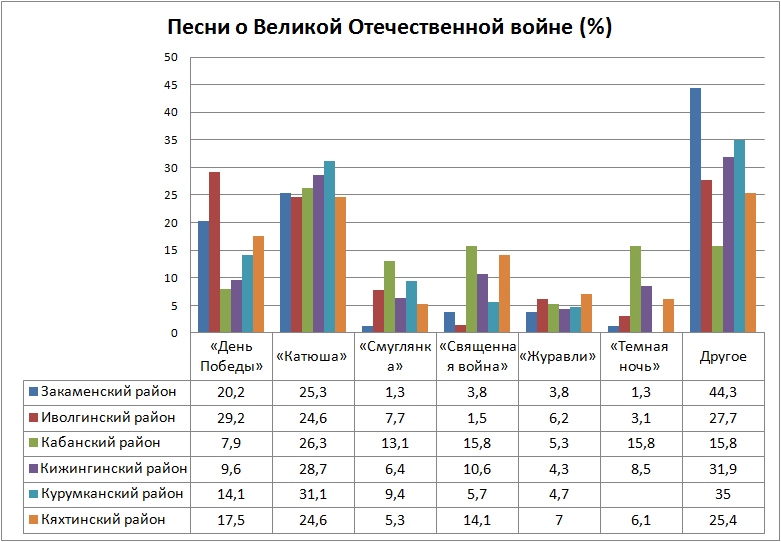 Песни о Великой Отечественной войне (%)
50
45
40
35
30
25
20
15
10
5
0
«День Победы» «Катюша» «Смуглянк а» «Священна я война» «Журавли» «Темная ночь» Другое
Закаменский район 20,2 25,3 1,3 3,8 3,8 1,3 44,3
Иволгинский район 29,2 24,6 7,7 1,5 6,2 3,1 27,7
Кабанский район 7,9 26,3 13,1 15,8 5,3 15,8 15,8
Кижингинский район 9,6 28,7 6,4 10,6 4,3 8,5 31,9
Курумканский район 14,1 31,1 9,4 5,7 4,7 35
Кяхтинский район 17,5 24,6 5,3 14,1 7 6,1 25,4